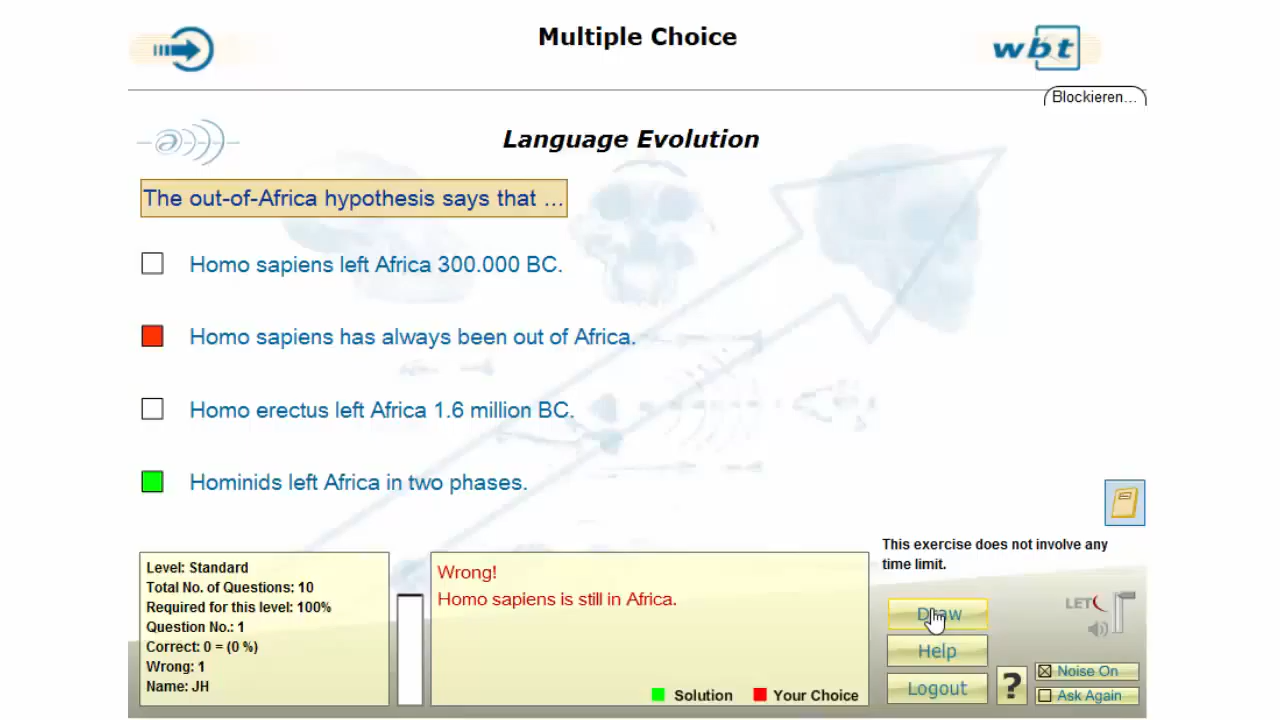 Multiple Choice
wbt
Blockieren...
Language Evolution
The out-of-Africa hypothesis says that ...
Homo sapiens left Africa 300.000 BC.
Homo sapiens has always been out of Africa.
Homo erectus left Africa 1.6 million BC.
Hominids left Africa in two phases.
This exercise does not involve any
time limit.
Level: Standard
Total No. of Questions: 10
Required for this level: 100%
Question No.: 1
Correct: 0 = (0 %)
Wrong: 1
Name: JH
Wrong!
Homo sapiens is still in Africa.
Solution
Your Choice
Draw
Help
Logout
?
LET
Noise On
Ask Again